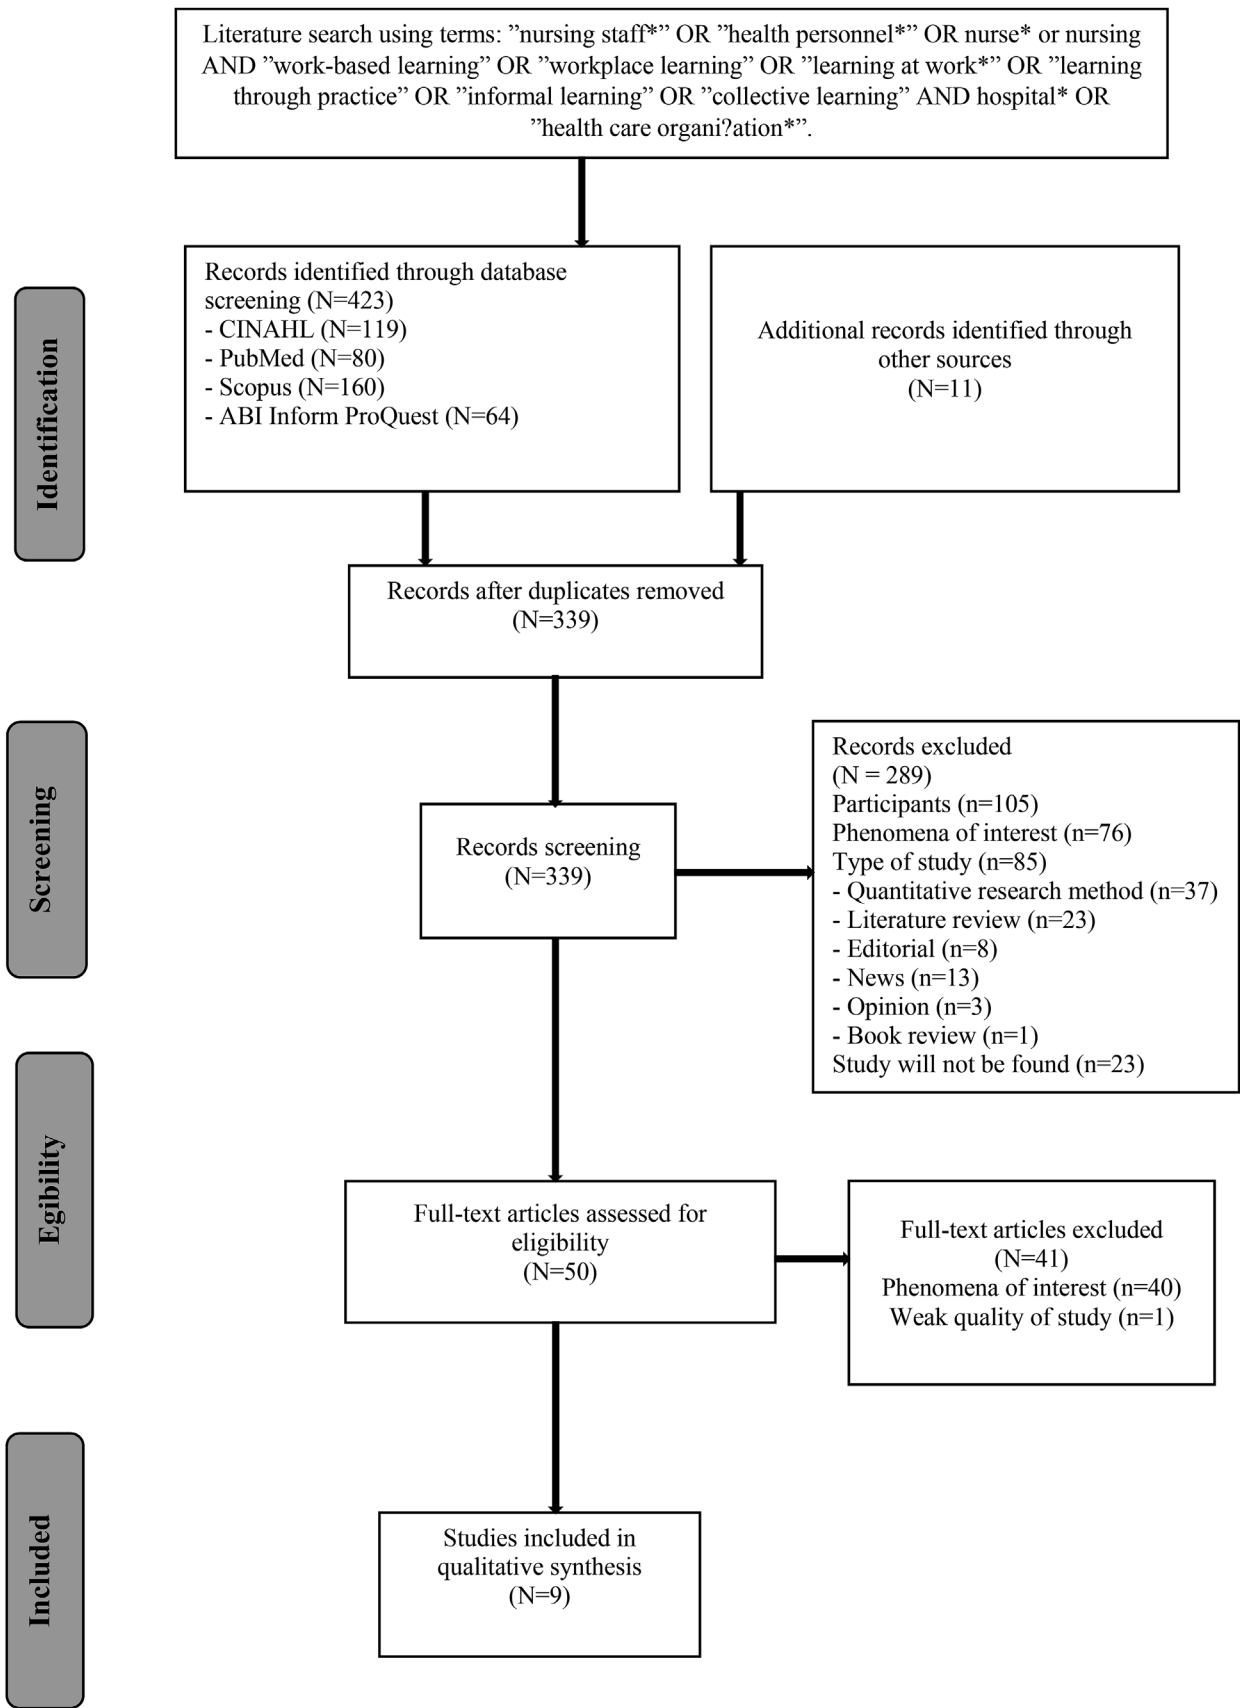 Literature search using terms: ”nursing staff*” OR ”health personnel*” OR nurse* or nursing
AND ”work-based learning” OR ”workplace learning” OR ”learning at work*” OR ”learning
through practice” OR ”informal learning” OR ”collective learning” AND hospital* OR
”health care organi?ation*”.
Identification
Records identified through database
screening (N=423)
- CINAHL (N=119)
- PubMed (N=80)
- Scopus (N=160)
- ABI Inform ProQuest (N=64)
Additional records identified through
other sources
(N=11)
Records after duplicates removed
(N=339)
Screening
Records screening
(N=339)
Records excluded
(N = 289)
Participants (n=105)
Phenomena of interest (n=76)
Type of study (n=85)
- Quantitative research method (n=37)
- Literature review (n=23)
- Editorial (n=8)
- News (n=13)
- Opinion (n=3)
- Book review (n=1)
Study will not be found (n=23)
Egibility
Full-text articles assessed for
eligibility
(N=50)
Full-text articles excluded
(N=41)
Phenomena of interest (n=40)
Weak quality of study (n=1)
Included
Studies included in
qualitative synthesis
(N=9)